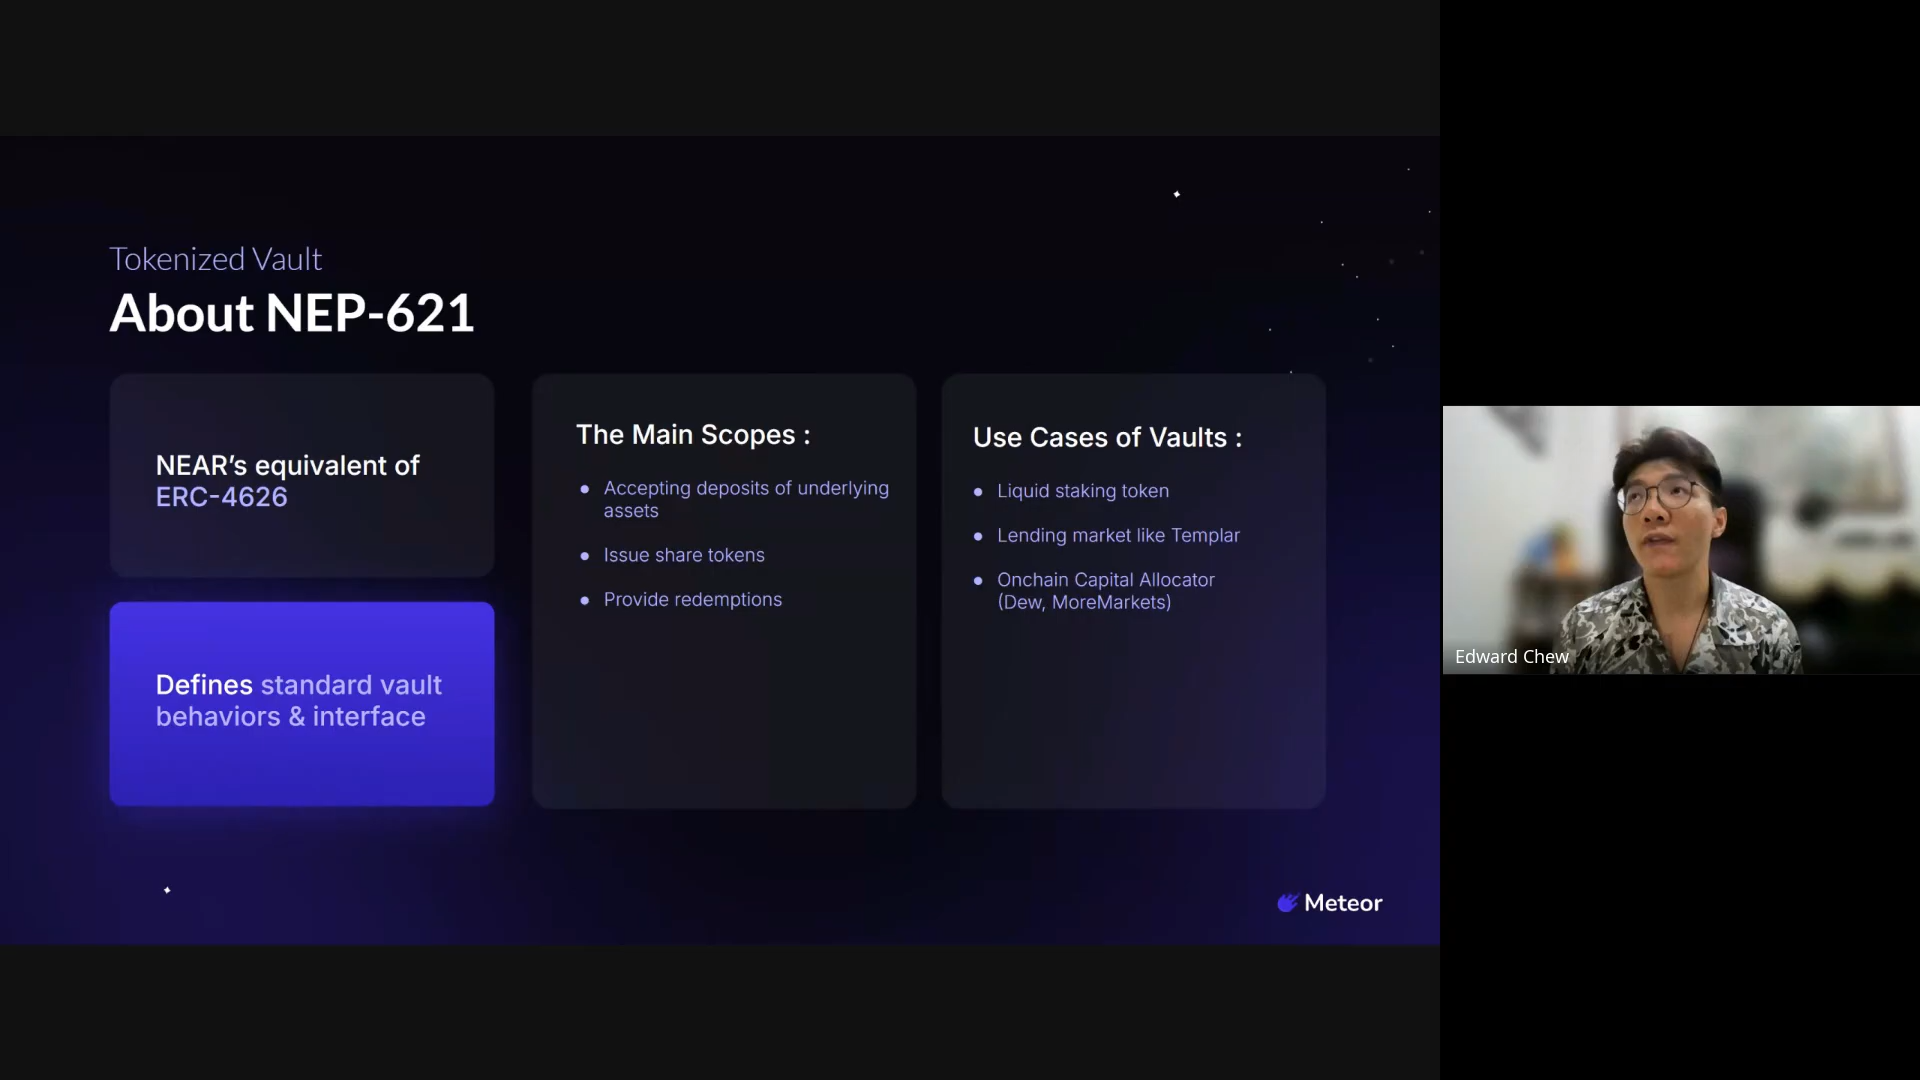 Tokenized Vault
About NEP-621
NEAR’s equivalent of
ERC-4626
Defines standard vault
behaviors & interface
The Main Scopes :
● Accepting deposits of underlying
assets
● Issue share tokens
● Provide redemptions
Use Cases of Vaults :
● Liquid staking token
● Lending market like Templar
● Onchain Capital Allocator
(Dew, MoreMarkets)
Meteor
Edward Chew